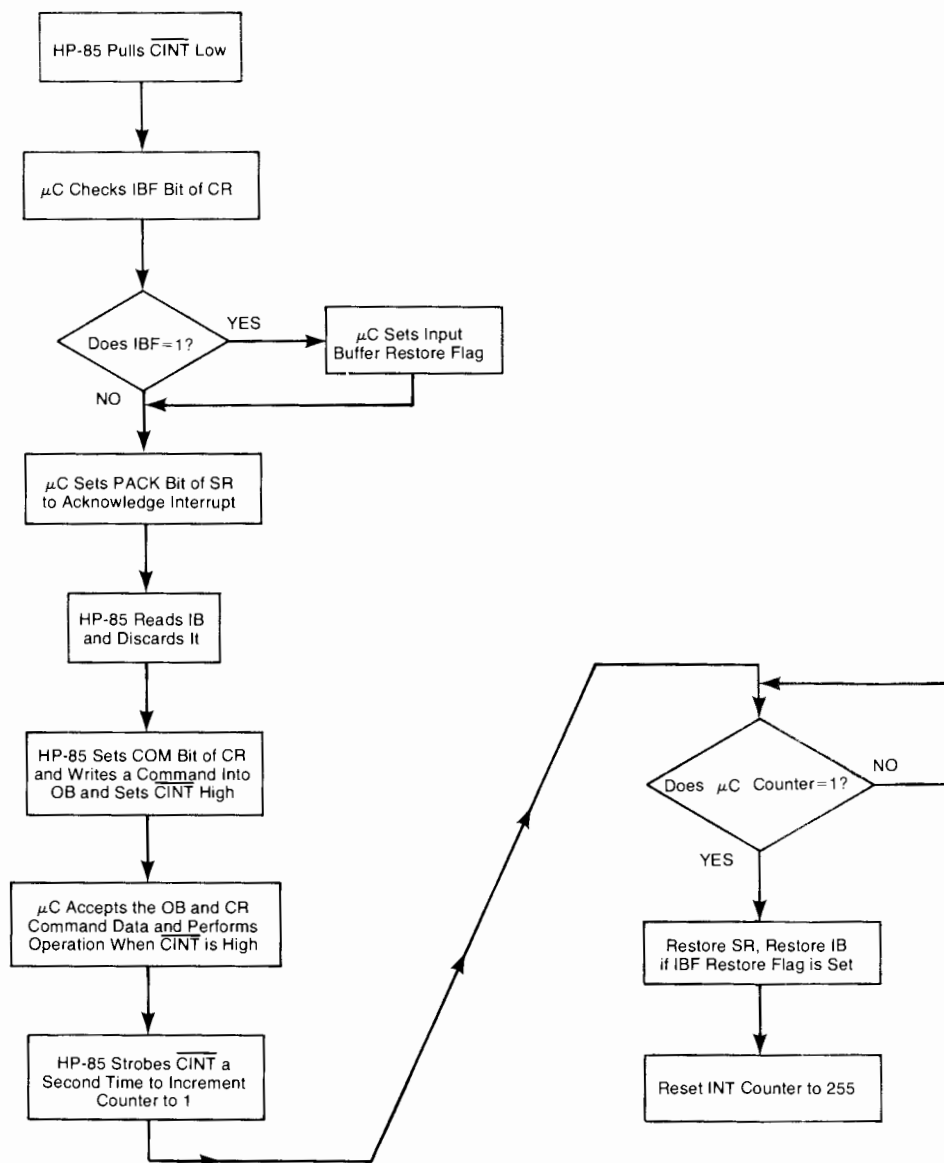 HP-85 Pulls C̅I̅N̅T̅ Low
μC Checks IBF Bit of CR
Does IBF=1?
YES
μC Sets Input
Buffer Restore Flag
NO
μC Sets PACK Bit of SR
to Acknowledge Interrupt
HP-85 Reads IB
and Discards It
HP-85 Sets COM Bit of CR
and Writes a Command Into
OB and Sets C̅I̅N̅T̅ High
μC Accepts the OB and CR
Command Data and Performs
Operation When C̅I̅N̅T̅ is High
HP-85 Strobes C̅I̅N̅T̅ a
Second Time to Increment
Counter to 1
Does μC Counter=1?
NO
YES
Restore SR, Restore IB
if IBF Restore Flag is Set
Reset INT Counter to 255